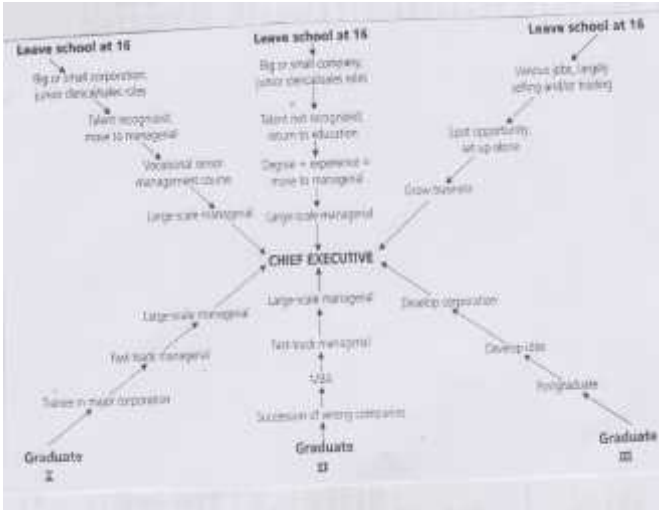 Leave school at 16
Big or small corporation,
junior clerical/sales roles
Talent recognized,
move to managerial
Vocational senior
management course
Large-scale managerial
Leave school at 16
Big or small company,
junior clerical/sales roles
Talent not recognized,
return to education
Degree + experience =
move to managerial
Large-scale managerial
Leave school at 16
Various jobs, largely
selling and/or trading
Spot opportunity,
set up alone
Grow business
CHIEF EXECUTIVE
Large-scale managerial
Fast-track managerial
Trainee in major corporation
Graduate
I
Large-scale managerial
Fast-track managerial
MBA
Succession of wrong companies
Graduate
II
Develop corporation
Develop idea
Postgraduate
Graduate
III